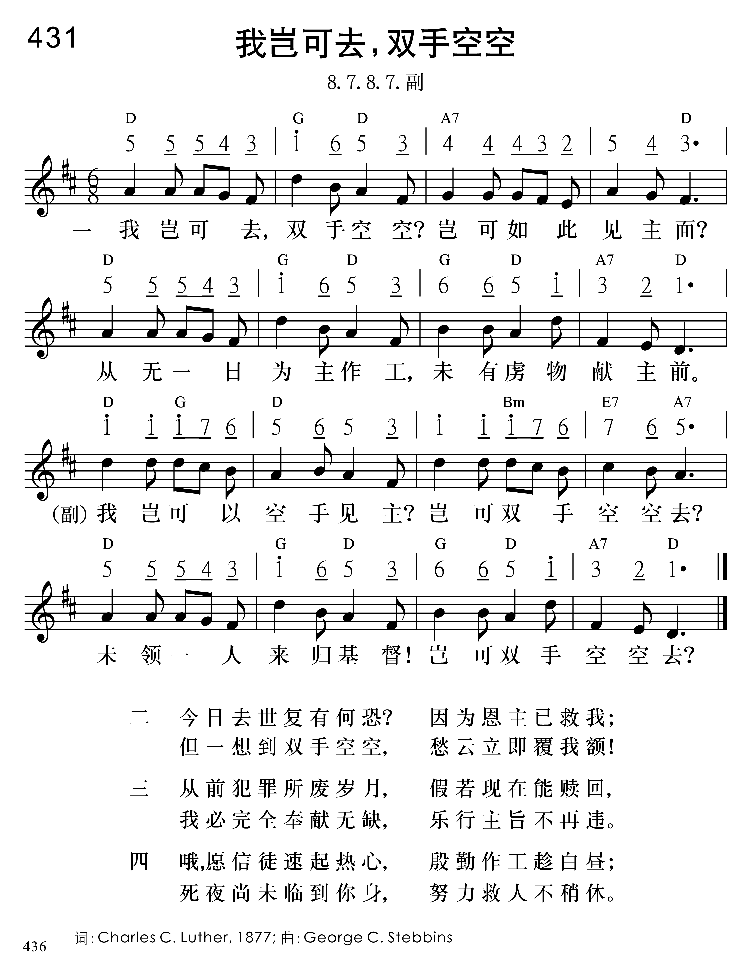 431
我岂可去，双手空空
8.7.8.7.副
D G D A7 D
5 5 5 4 3 | i 6 5 3 | 4 4 4 3 2 | 5 4 3•
6 8
一 我 岂 可 去，双 手 空 空？岂 可 如 此 见 主 面？
D G D G D A7 D
5 5 5 4 3 | i 6 5 3 | 6 6 5 i | 3 2 1•
从 无 一 日 为 主 作 工，未 有 虏 物 献 主 前。
D G D Bm E7 A7
i i i 7 6 | 5 6 5 3 | i i i 7 6 | 7 6 5•
(副) 我 岂 可 以 空 手 见 主？岂 可 双 手 空 空 去？
D G D G D A7 D
5 5 5 4 3 | i 6 5 3 | 6 6 5 i | 3 2 1•
未 领 一 人 来 归 基 督！岂 可 双 手 空 空 去？
二 今日去世复有何恐？ 因为恩主已救我；
但一想到双手空空， 愁云立即覆我额！
三 从前犯罪所废岁月， 假若现在能赎回，
我必完全奉献无缺， 乐行主旨不再违。
四 哦，愿信徒速起热心， 殷勤作工趁白昼；
死夜尚未临到你身， 努力救人不稍休。
词: Charles C. Luther, 1877; 曲: George C. Stebbins
436